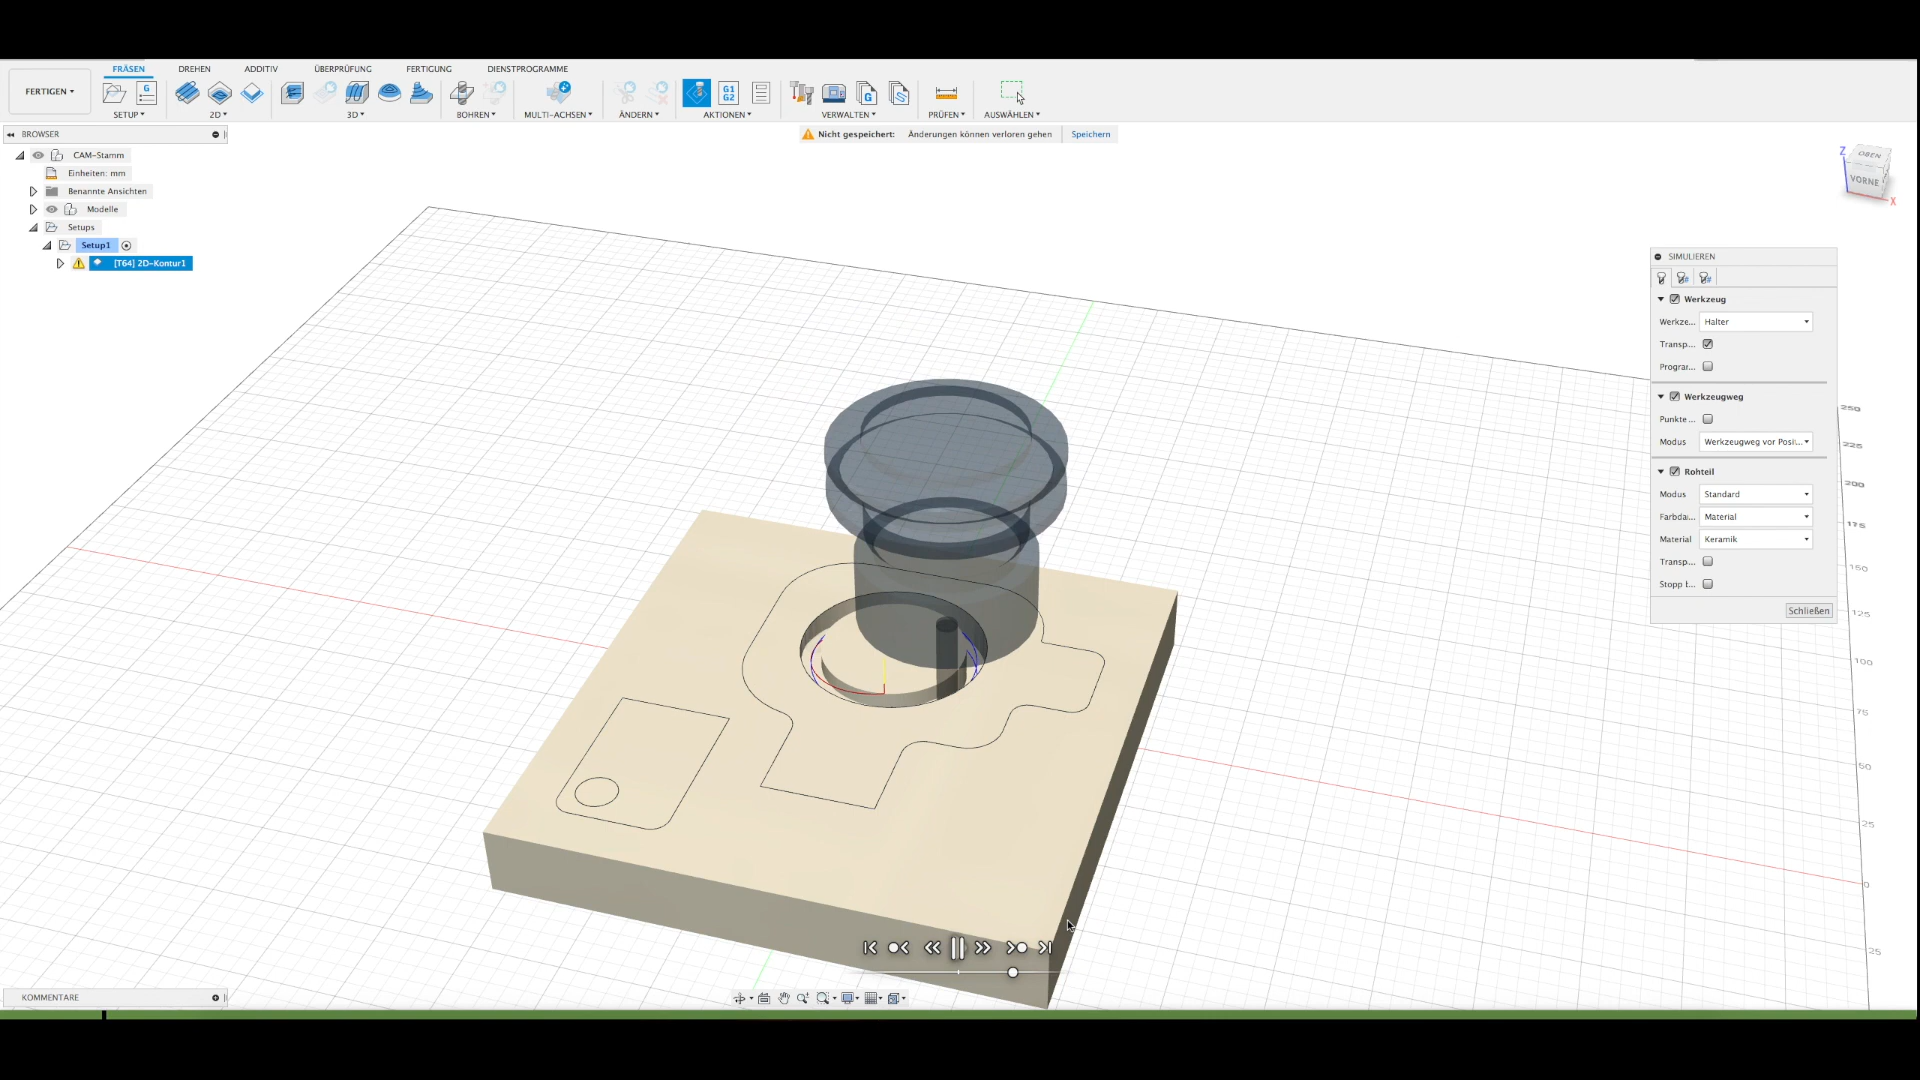 FRÄSEN DREHEN ADDITIV ÜBERPRÜFUNG FERTIGUNG DIENSTPROGRAMME
FERTIGEN
G G1 G2 G
SETUP 2D 3D BOHREN MULTI-ACHSEN ÄNDERN AKTIONEN VERWALTEN PRÜFEN AUSWÄHLEN
BROWSER
Nicht gespeichert: Änderungen können verloren gehen Speichern
CAM-Stamm
Einheiten: mm
Benannte Ansichten
Modelle
Setups
Setup1
[T64] 2D-Kontur1
Z
OBEN
VORNE
X
SIMULIEREN
Werkzeug
Werkze... Halter
Transp...
Prograr...
Werkzeugweg
Punkte ...
Modus Werkzeugweg vor Posi...
Rohteil
Modus Standard
Farbda... Material
Material Keramik
Transp...
Stopp t...
Schließen
250
225
200
175
150
125
100
75
50
25
0
25
KOMMENTARE